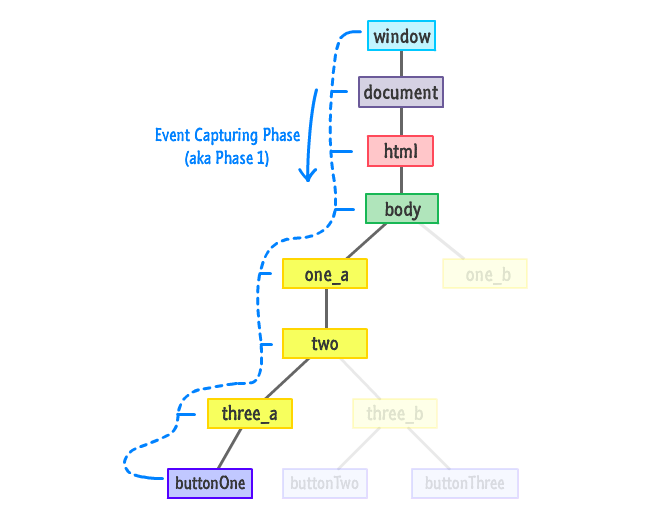 window
document
Event Capturing Phase
(aka Phase 1)
html
body
one_a
one_b
two
three_a
three_b
buttonOne
buttonTwo
buttonThree